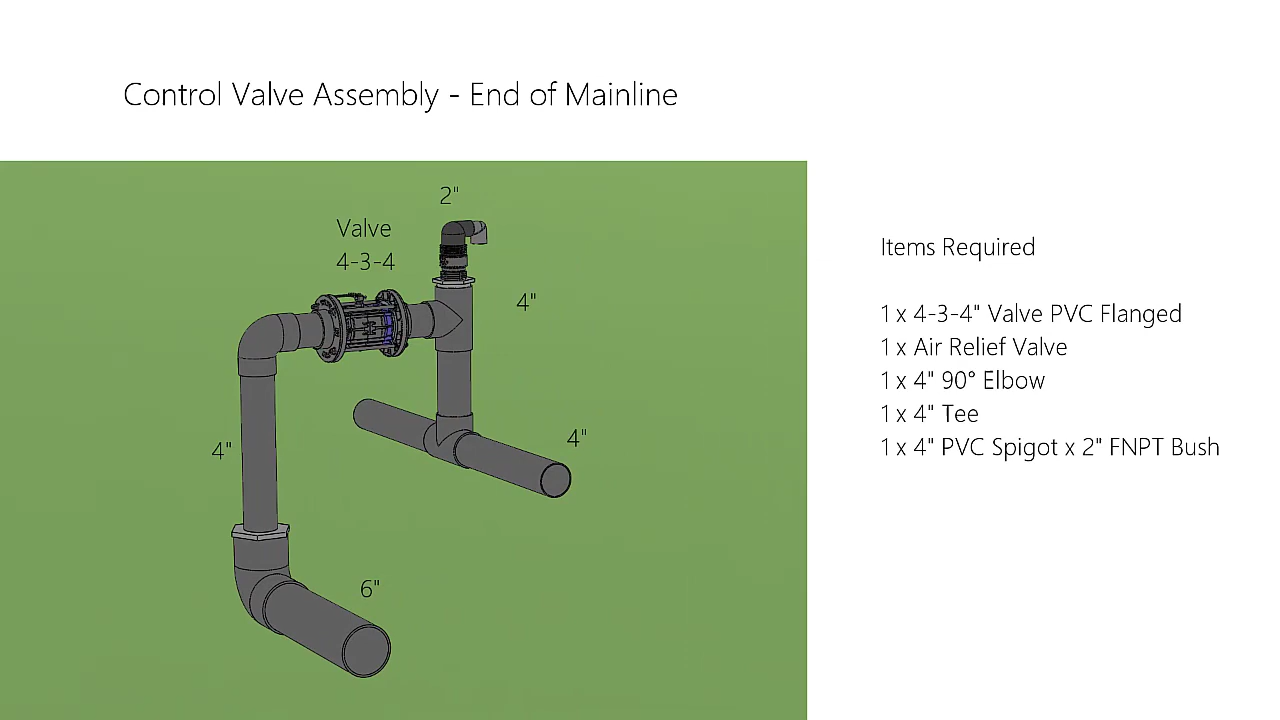 Control Valve Assembly - End of Mainline
2"
Valve
4-3-4
4"
4"
4"
6"
Items Required
1 x 4-3-4" Valve PVC Flanged
1 x Air Relief Valve
1 x 4" 90° Elbow
1 x 4" Tee
1 x 4" PVC Spigot x 2" FNPT Bush